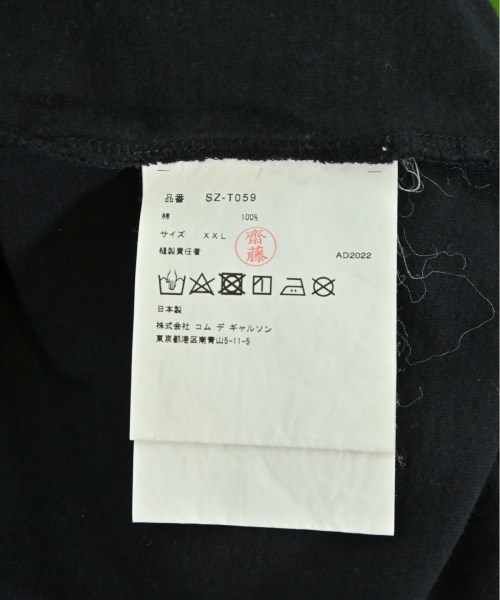 品番 SZ-T059
綿 100%
サイズ XXL
縫製責任者 齋藤
AD2022
日本製
株式会社 コム デ ギャルソン
東京都港区南青山5-11-5